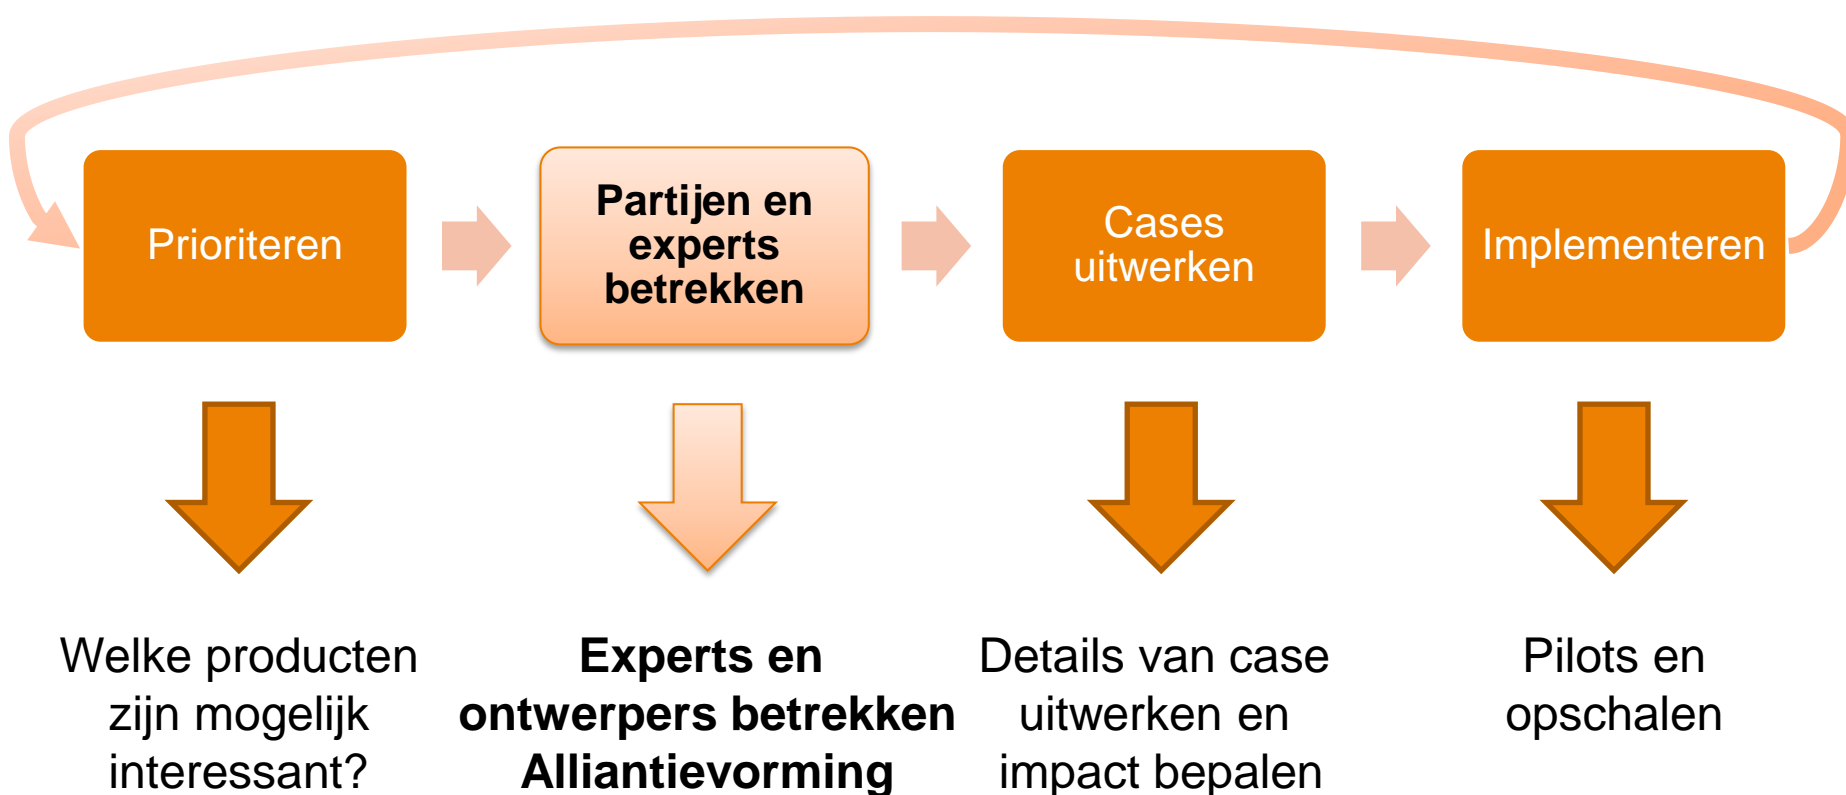 Prioriteren
Partijen en
experts
betrekken
Cases
uitwerken
Implementeren
Welke producten
zijn mogelijk
interessant?
Experts en
ontwerpers betrekken
Alliantievorming
Details van case
uitwerken en
impact bepalen
Pilots en
opschalen